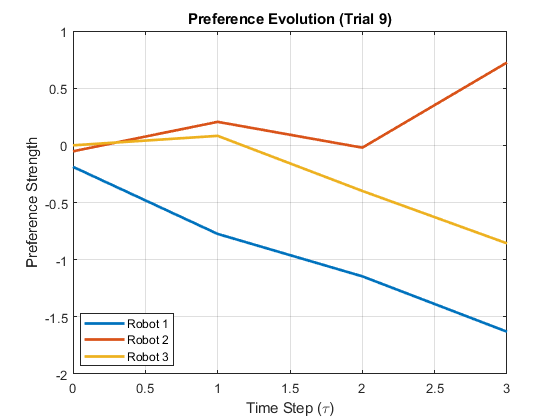 Preference Evolution (Trial 9)
1
0.5
0
-0.5
-1
-1.5
-2
Preference Strength
Robot 1
Robot 2
Robot 3
0 0.5 1 1.5 2 2.5 3
Time Step (τ)